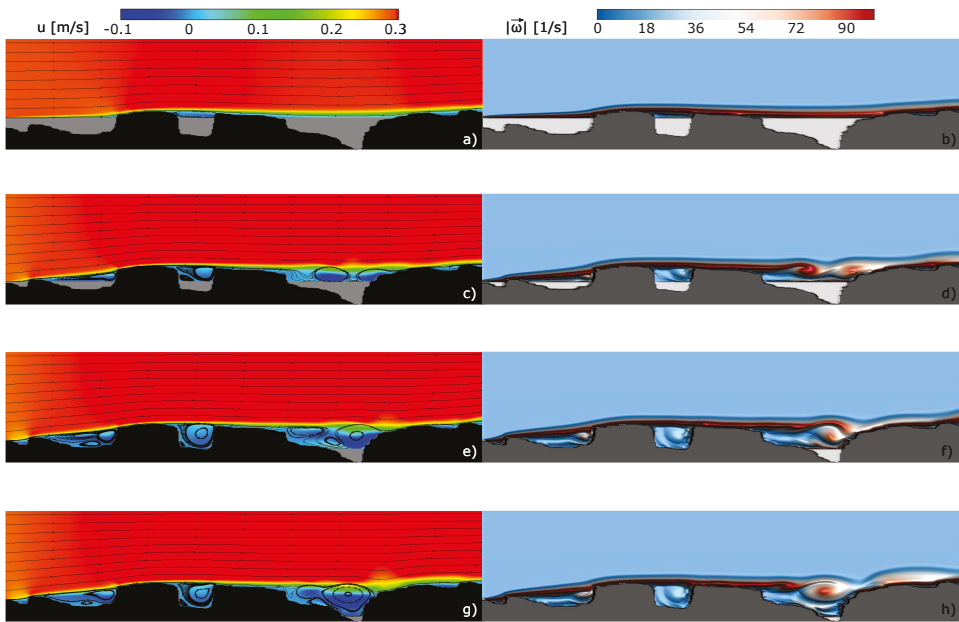 u [m/s] -0.1 0 0.1 0.2 0.3
|ω⃗| [1/s] 0 18 36 54 72 90
a) b)
c) d)
e) f)
g) h)